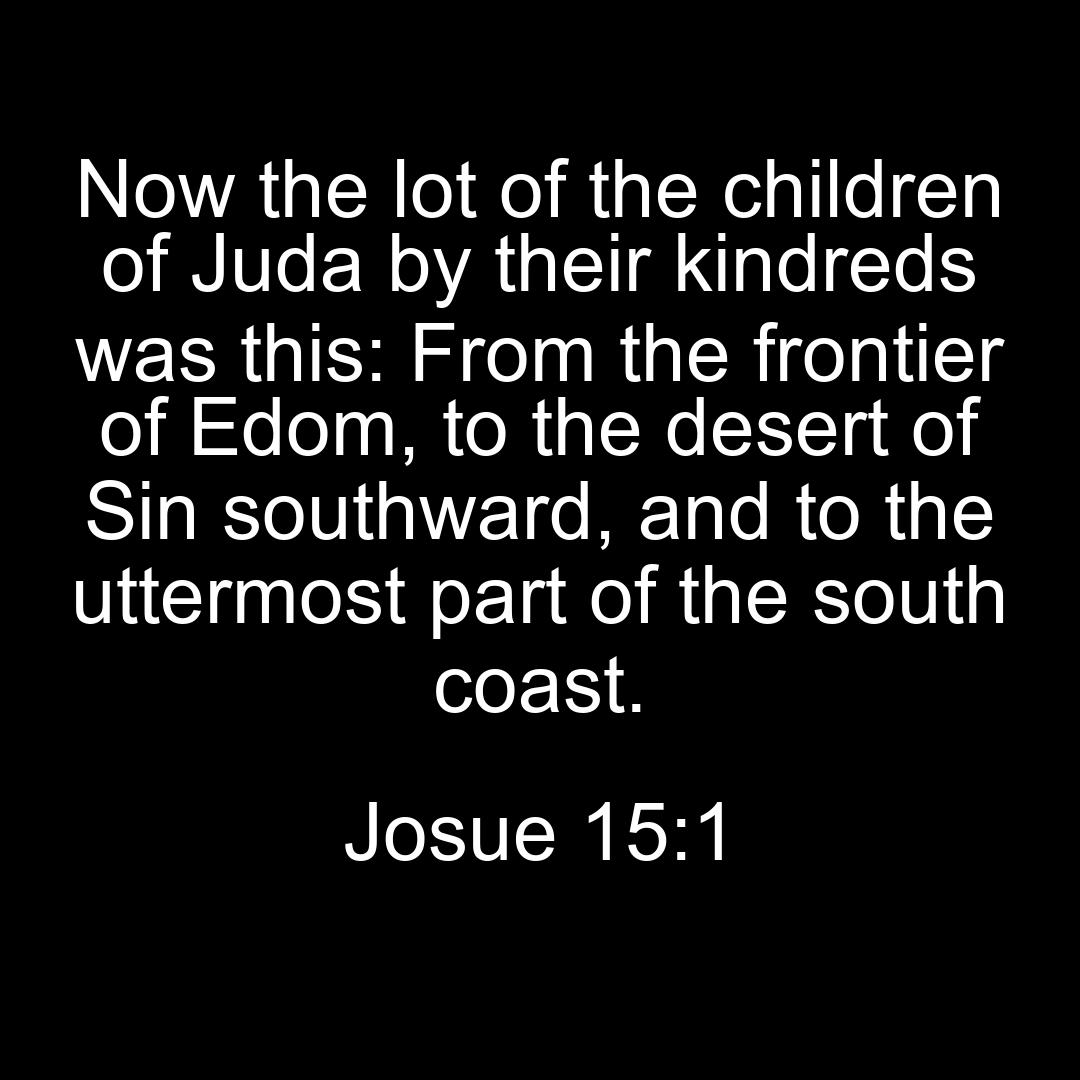 Now the lot of the children
of Juda by their kindreds
was this: From the frontier
of Edom, to the desert of
Sin southward, and to the
uttermost part of the south
coast.
Josue 15:1